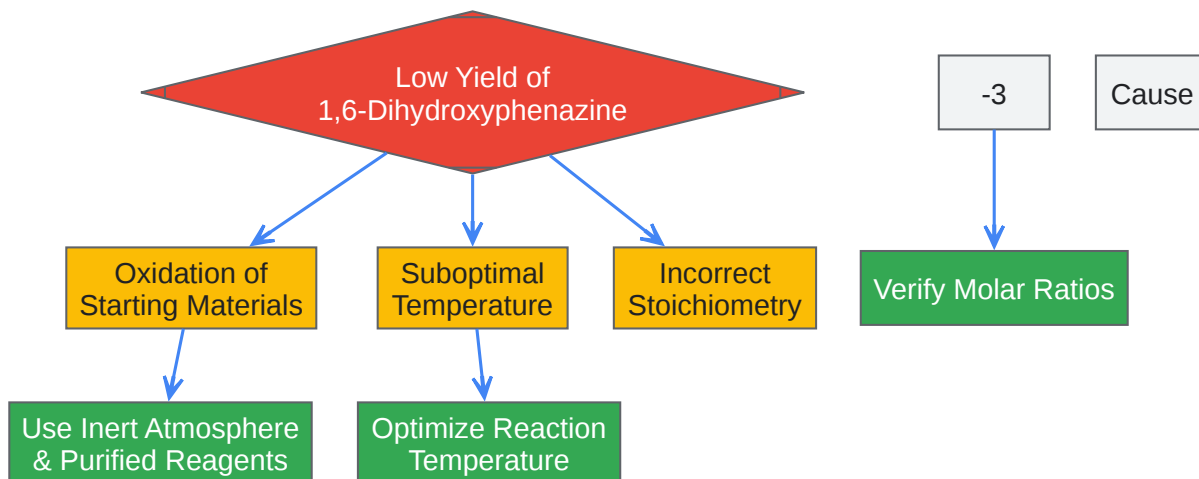 Low Yield of
1,6-Dihydroxyphenazine
-3
Cause
Oxidation of
Starting Materials
Suboptimal
Temperature
Incorrect
Stoichiometry
Verify Molar Ratios
Use Inert Atmosphere
& Purified Reagents
Optimize Reaction
Temperature